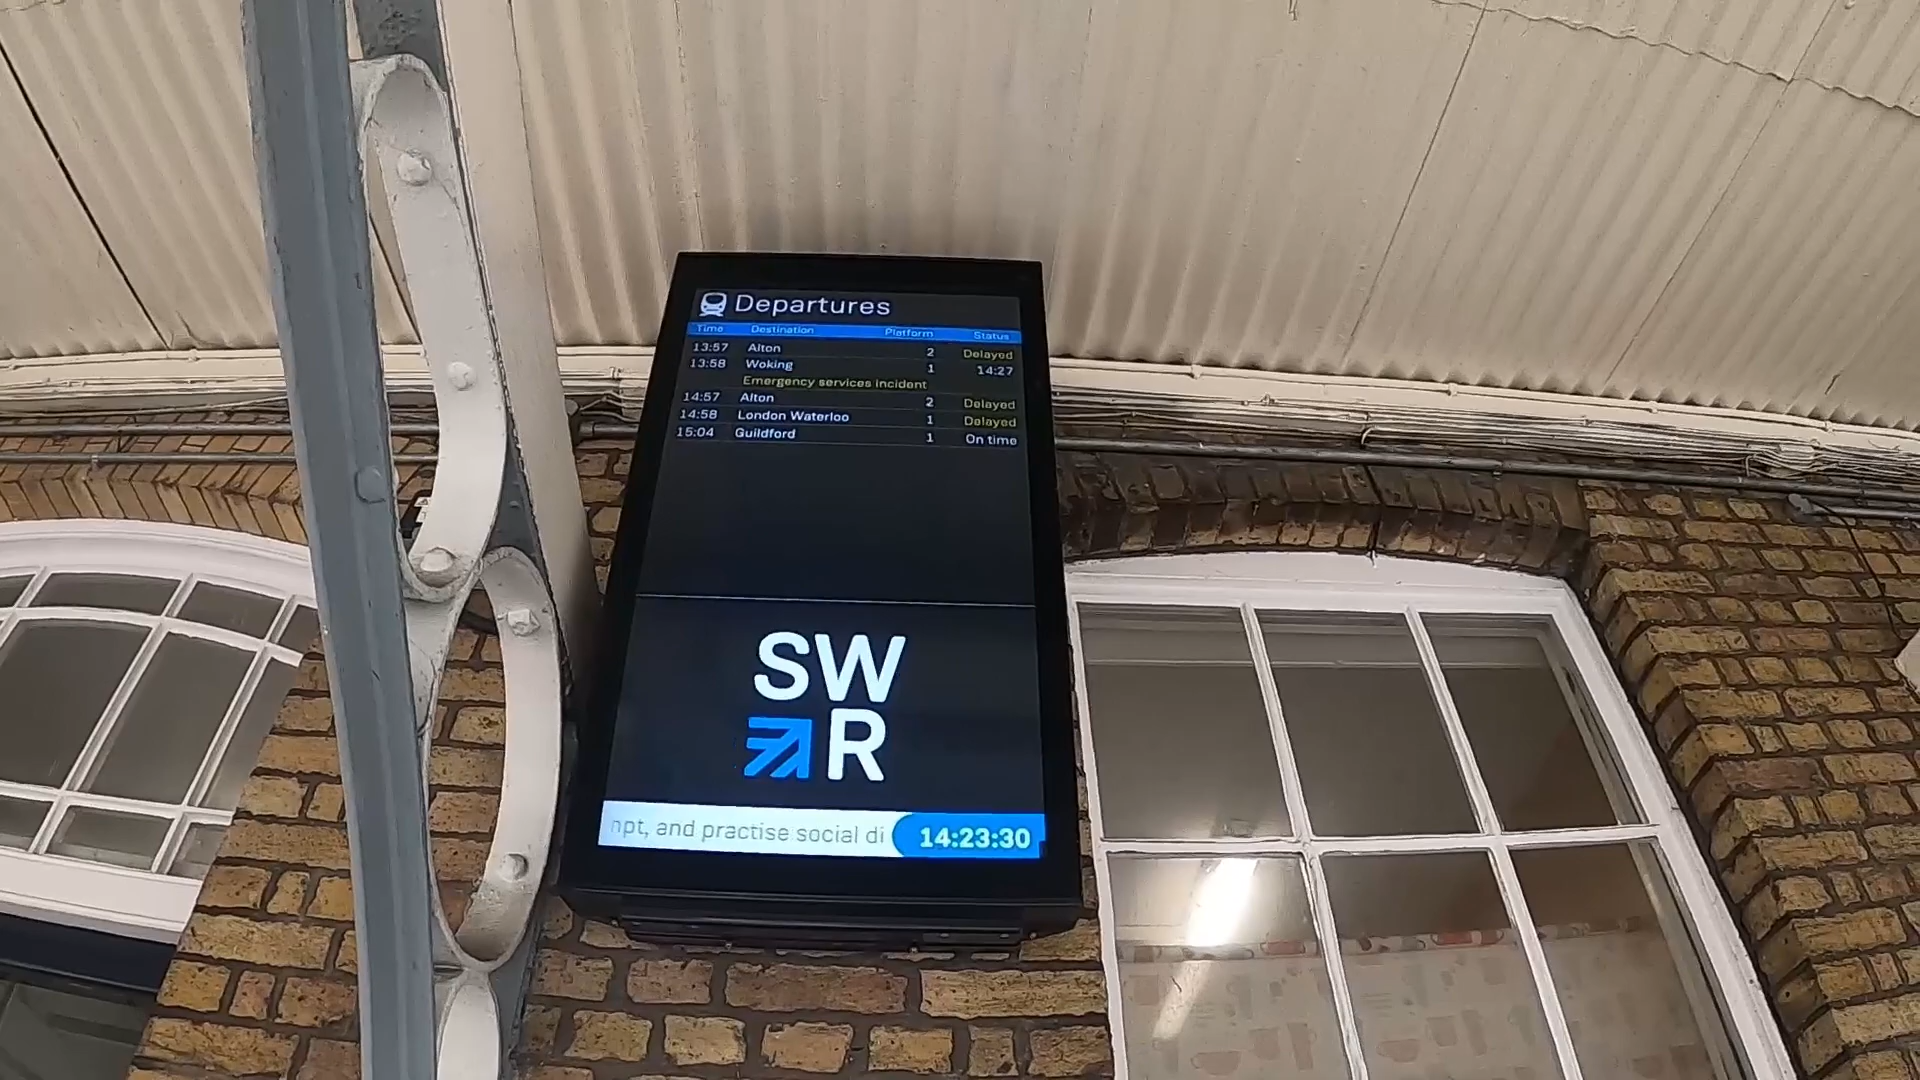 Departures
Time Destination Platform Status
13:57 Alton 2 Delayed
13:58 Woking 1 14:27
Emergency services incident
14:57 Alton 2 Delayed
14:58 London Waterloo 1 Delayed
15:04 Guildford 1 On time
SW
R
npt, and practise social di 14:23:30